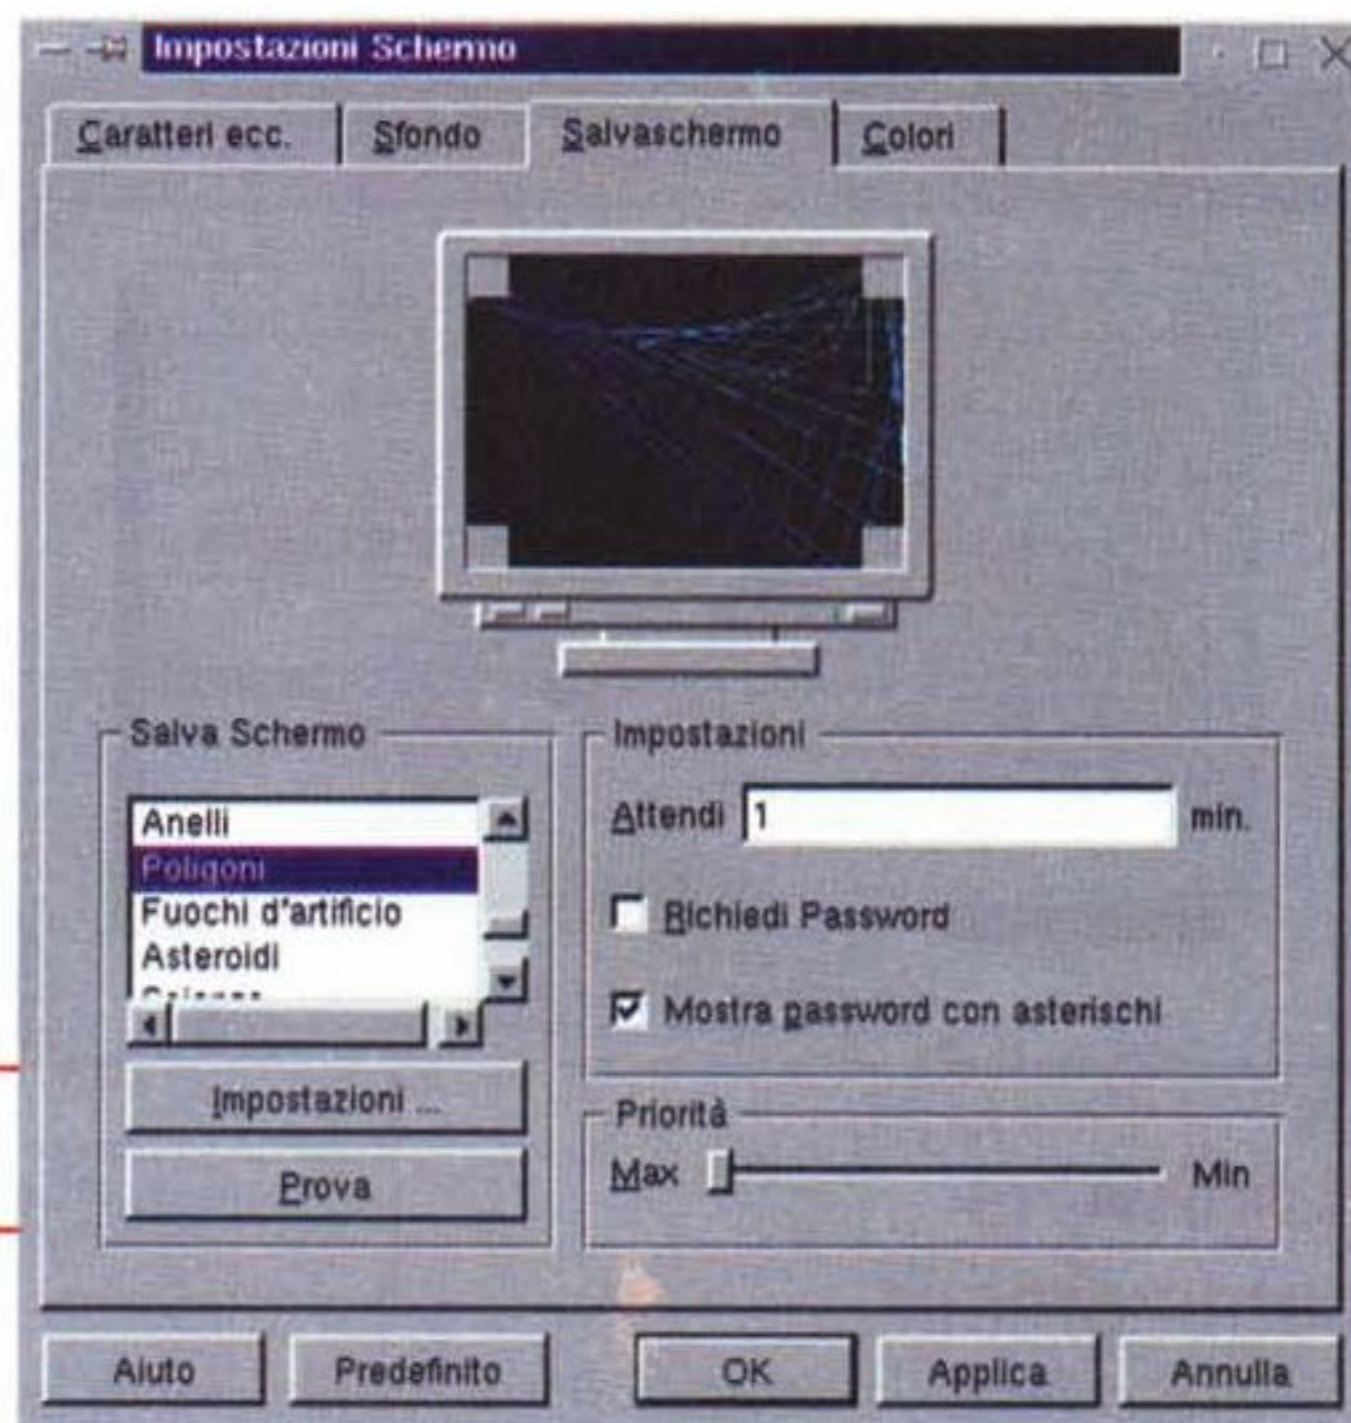 Impostazioni Schermo
Caratteri ecc. Sfondo Salvaschermo Colori
Salva Schermo
Anelli
Poligoni
Fuochi d'artificio
Asteroidi
Impostazioni ...
Prova
Impostazioni
Attendi 1 min.
Richiedi Password
Mostra password con asterischi
Priorità
Max Min
Aiuto Predefinito OK Applica Annulla